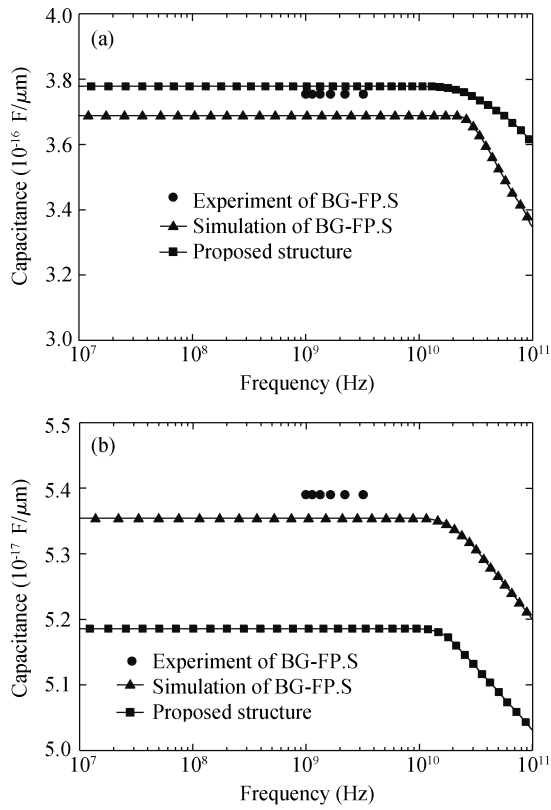 (a)
4.0
3.8
3.6
3.4
3.2
3.0
Capacitance (10⁻¹⁶ F/μm)
Experiment of BG-FP.S
Simulation of BG-FP.S
Proposed structure
10⁷ 10⁸ 10⁹ 10¹⁰ 10¹¹
Frequency (Hz)
(b)
5.5
5.4
5.3
5.2
5.1
5.0
Capacitance (10⁻¹⁷ F/μm)
Experiment of BG-FP.S
Simulation of BG-FP.S
Proposed structure
10⁷ 10⁸ 10⁹ 10¹⁰ 10¹¹
Frequency (Hz)